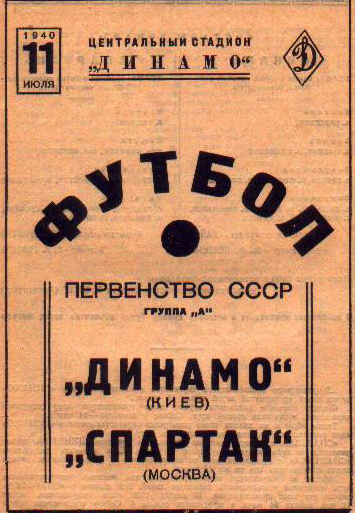 1940
11
ИЮЛЯ
ЦЕНТРАЛЬНЫЙ СТАДИОН
„ДИНАМО“
Д
ФУТБОЛ
ПЕРВЕНСТВО СССР
ГРУППА „А“
„ДИНАМО“
(КИЕВ)
„СПАРТАК“
(МОСКВА)